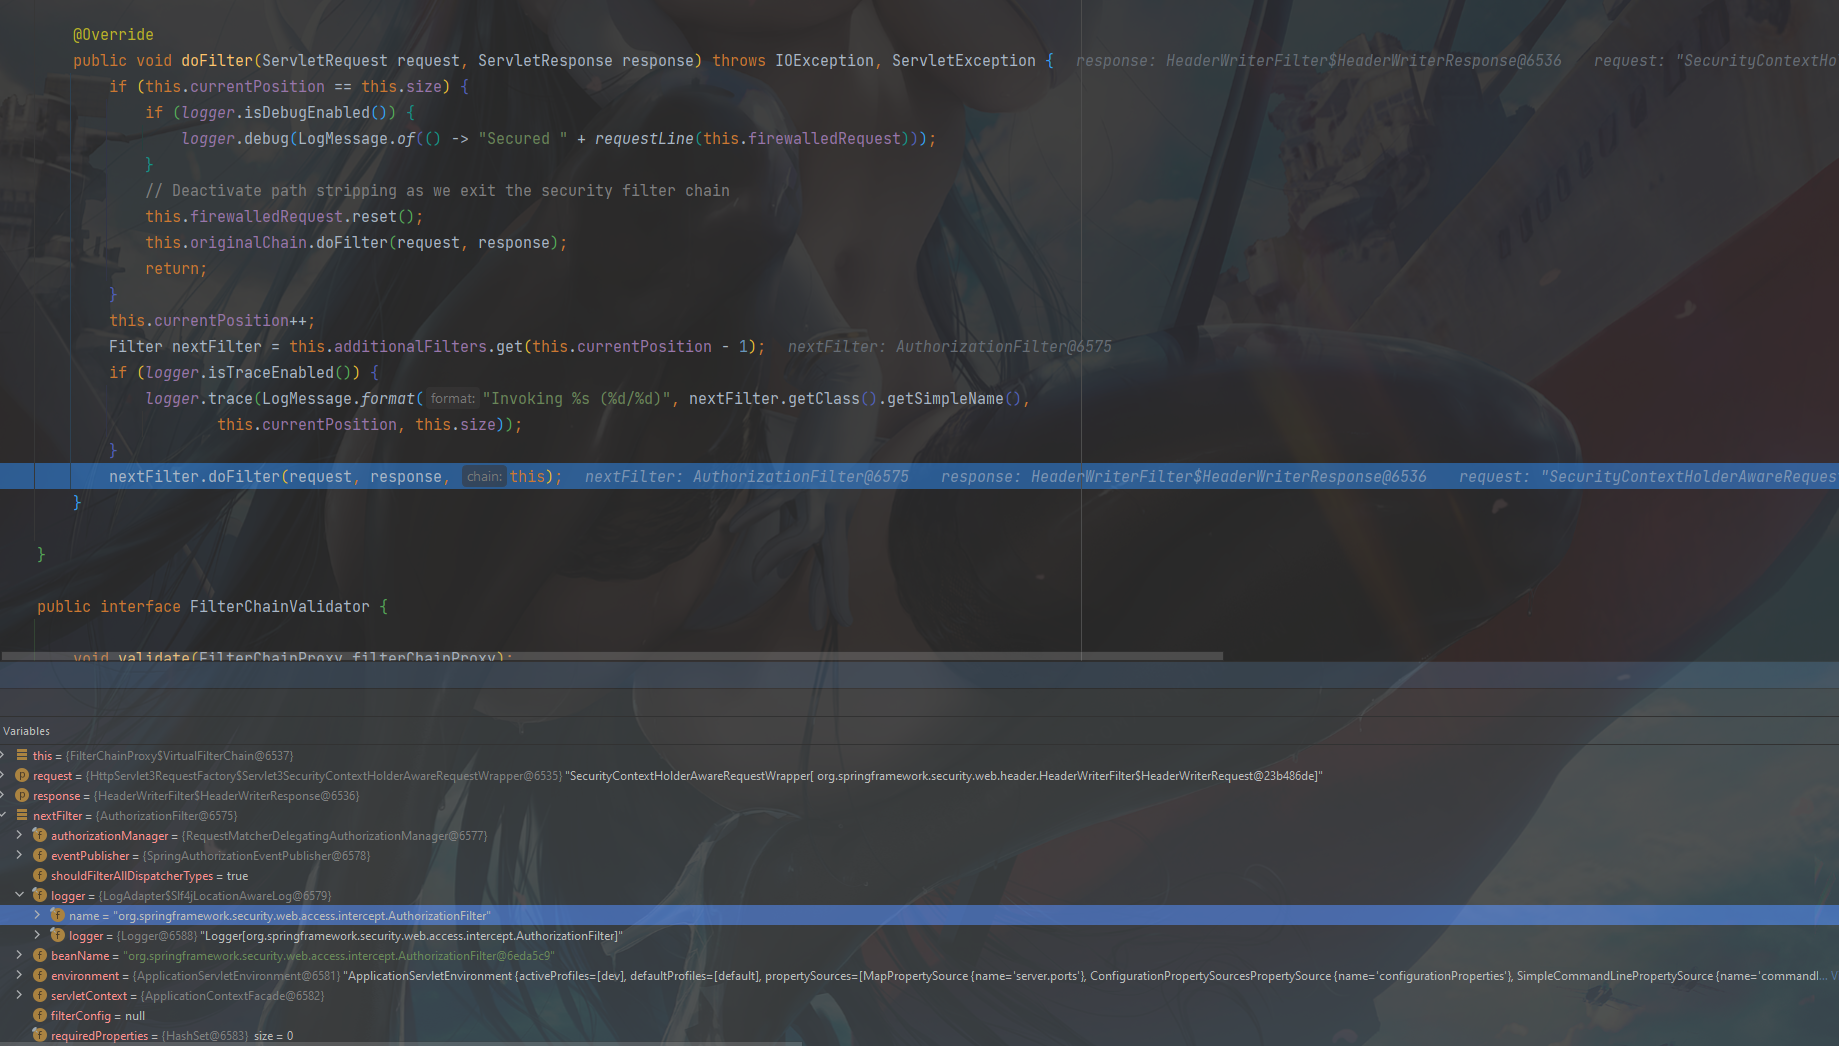 @Override
public void doFilter(ServletRequest request, ServletResponse response) throws IOException, ServletException {   response: HeaderWriterFilter$HeaderWriterResponse@6536    request: "SecurityContextHo
if (this.currentPosition == this.size) {
if (logger.isDebugEnabled()) {
logger.debug(LogMessage.of(() -> "Secured " + requestLine(this.firewalledRequest)));
}
// Deactivate path stripping as we exit the security filter chain
this.firewalledRequest.reset();
this.originalChain.doFilter(request, response);
return;
}
this.currentPosition++;
Filter nextFilter = this.additionalFilters.get(this.currentPosition - 1);   nextFilter: AuthorizationFilter@6575
if (logger.isTraceEnabled()) {
logger.trace(LogMessage.format( format: "Invoking %s (%d/%d)", nextFilter.getClass().getSimpleName(),
this.currentPosition, this.size));
}
nextFilter.doFilter(request, response, chain: this);   nextFilter: AuthorizationFilter@6575    response: HeaderWriterFilter$HeaderWriterResponse@6536    request: "SecurityContextHolderAwareReques
}
}
public interface FilterChainValidator {
void validate(FilterChainProxy filterChainProxy);
Variables
this = {FilterChainProxy$VirtualFilterChain@6537}
p request = {HttpServlet3RequestFactory$Servlet3SecurityContextHolderAwareRequestWrapper@6535} "SecurityContextHolderAwareRequestWrapper[ org.springframework.security.web.header.HeaderWriterFilter$HeaderWriterRequest@23b486de]"
p response = {HeaderWriterFilter$HeaderWriterResponse@6536}
nextFilter = {AuthorizationFilter@6575}
f authorizationManager = {RequestMatcherDelegatingAuthorizationManager@6577}
f eventPublisher = {SpringAuthorizationEventPublisher@6578}
f shouldFilterAllDispatcherTypes = true
f logger = {LogAdapter$Slf4jLocationAwareLog@6579}
f name = "org.springframework.security.web.access.intercept.AuthorizationFilter"
f logger = {Logger@6588} "Logger[org.springframework.security.web.access.intercept.AuthorizationFilter]"
f beanName = "org.springframework.security.web.access.intercept.AuthorizationFilter@6eda5c9"
f environment = {ApplicationServletEnvironment@6581} "ApplicationServletEnvironment {activeProfiles=[dev], defaultProfiles=[default], propertySources=[MapPropertySource {name='server.ports'}, ConfigurationPropertySourcesPropertySource {name='configurationProperties'}, SimpleCommandLinePropertySource {name='commandl... V
f servletContext = {ApplicationContextFacade@6582}
f filterConfig = null
f requiredProperties = {HashSet@6583} size = 0